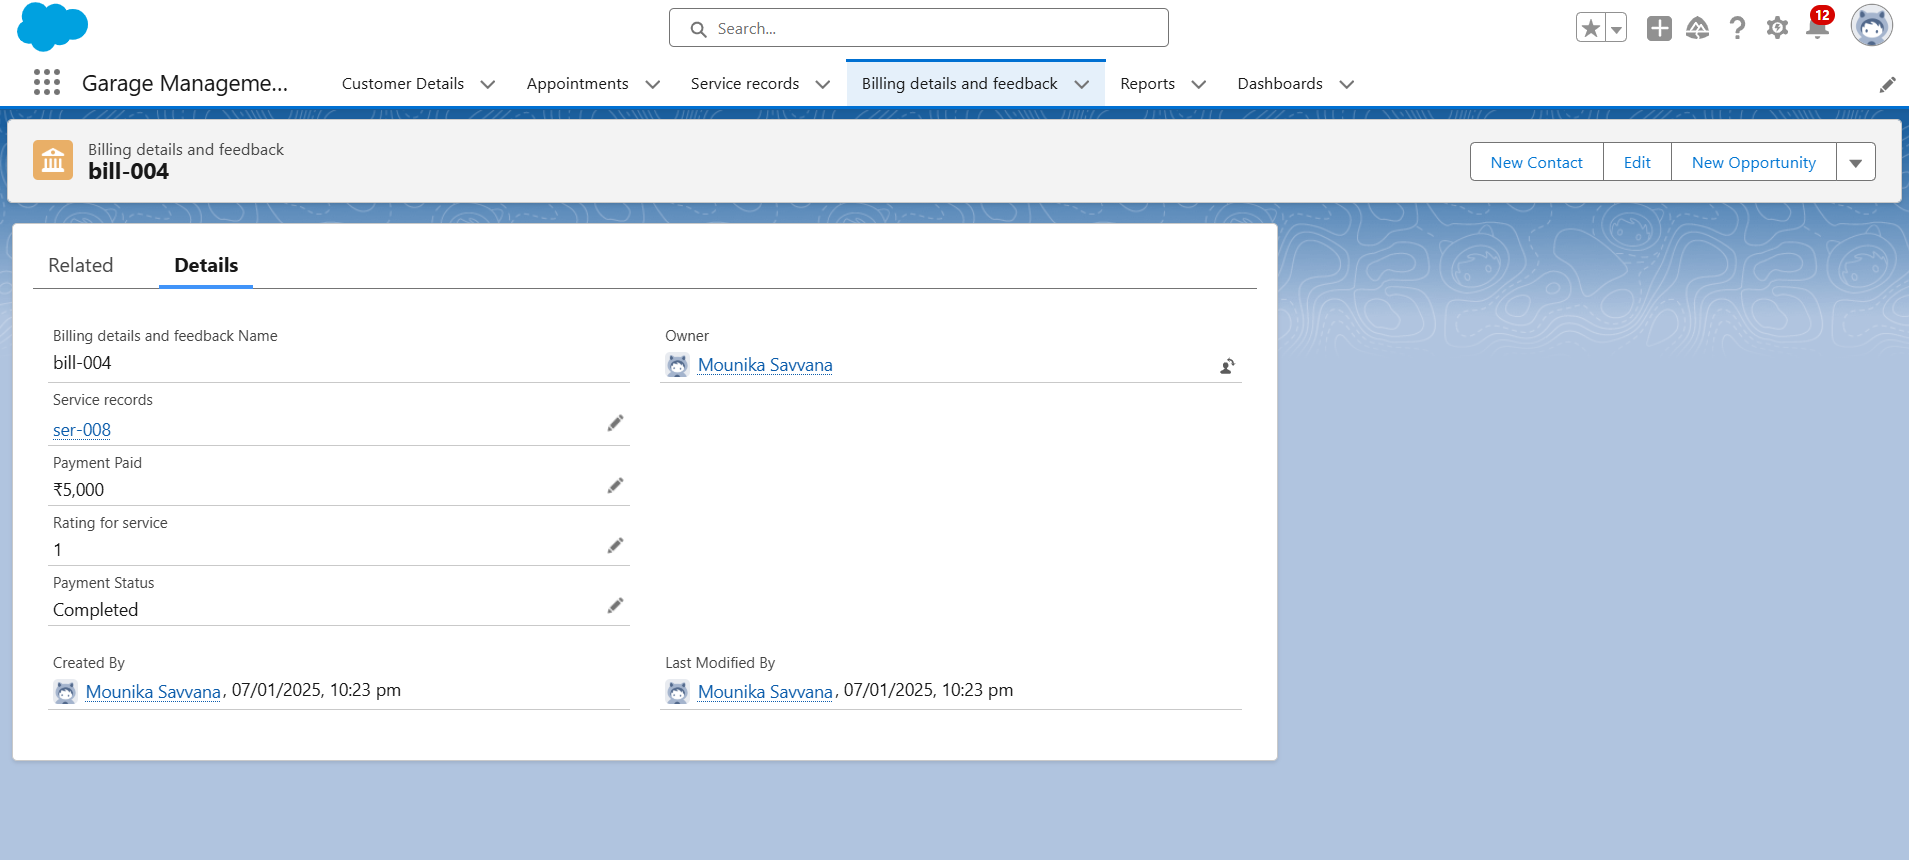 Search...
12
Garage Manageme...
Customer Details
Appointments
Service records
Billing details and feedback
Reports
Dashboards
Billing details and feedback
bill-004
New Contact
Edit
New Opportunity
Related
Details
Billing details and feedback Name
bill-004
Owner
Mounika Savvana
Service records
ser-008
Payment Paid
₹5,000
Rating for service
1
Payment Status
Completed
Created By
Mounika Savvana, 07/01/2025, 10:23 pm
Last Modified By
Mounika Savvana, 07/01/2025, 10:23 pm